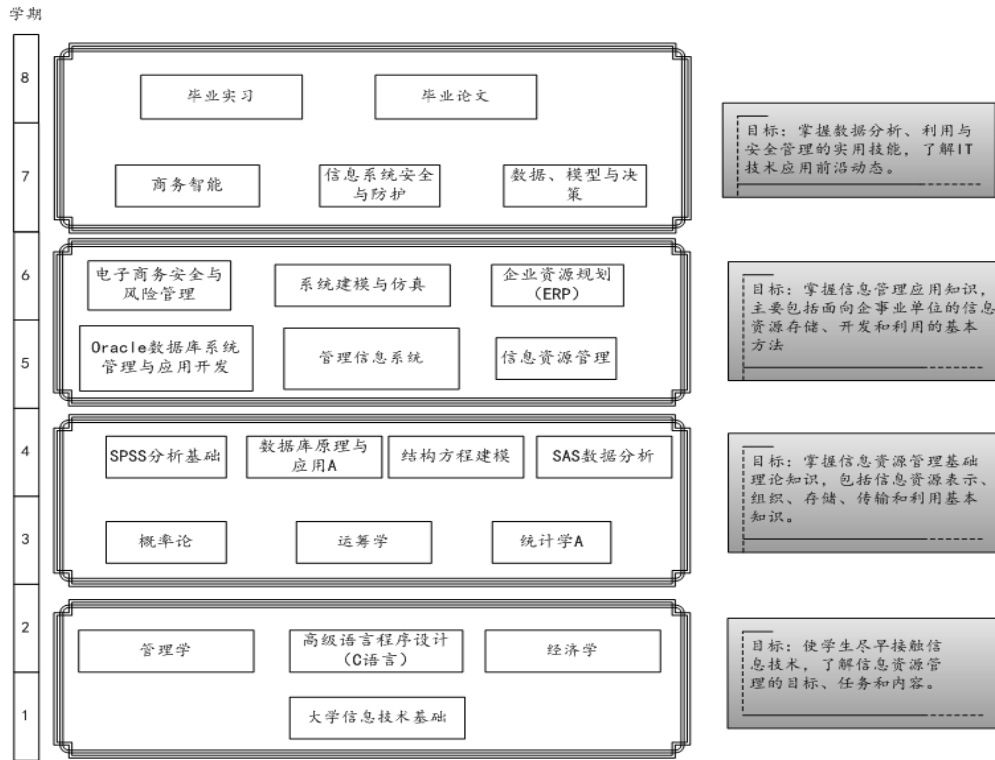 学期
8
毕业实习
毕业论文
7
商务智能
信息系统安全
与防护
数据、模型与决
策
目标：掌握数据分析、利用与
安全管理的实用技能，了解IT
技术应用前沿动态。
6
电子商务安全与
风险管理
系统建模与仿真
企业资源规划
（ERP）
5
Oracle数据库系统
管理与应用开发
管理信息系统
信息资源管理
目标：掌握信息管理应用知识，
主要包括面向企事业单位的信息
资源存储、开发和利用的基本
方法
4
SPSS分析基础
数据库原理与
应用A
结构方程建模
SAS数据分析
3
概率论
运筹学
统计学A
目标：掌握信息资源管理基础
理论知识，包括信息资源表示、
组织、存储、传输和利用基本
知识。
2
管理学
高级语言程序设计
（C语言）
经济学
1
大学信息技术基础
目标：使学生尽早接触信
息技术，了解信息资源管
理的目标、任务和内容。